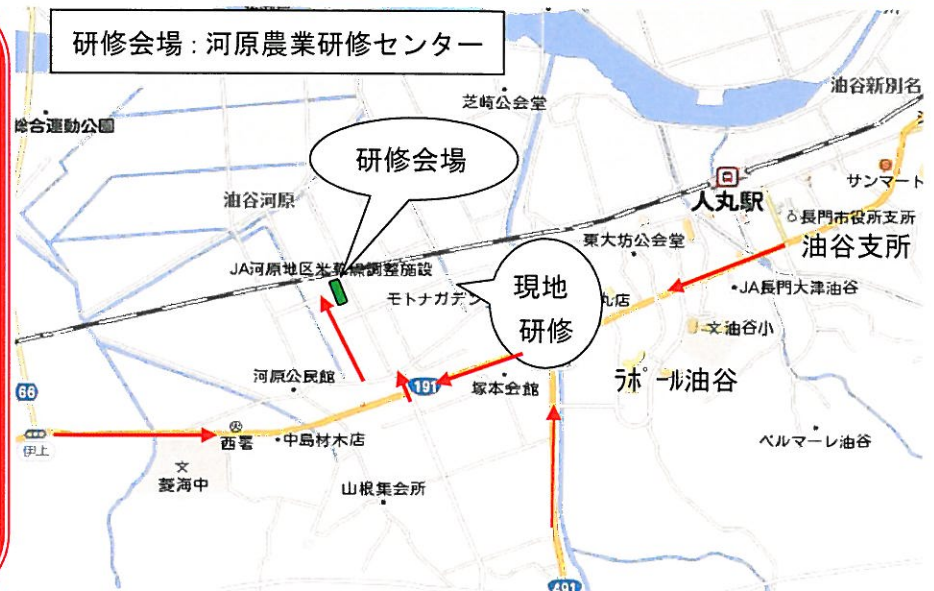 研修会場：河原農業研修センター
油谷新別名
芝崎公会堂
総合運動公園
研修会場
サンマート
人丸駅
油谷河原
長門市役所支所
油谷支所
東大坊公会堂
JA河原地区米乾燥調整施設
現地
研修
モトナガデン
丸店
JA長門大津油谷
文 油谷小
ラポール油谷
河原公民館
191
塚本会館
66
伊上
西署
中島材木店
ベルマーレ油谷
文
菱海中
山根集会所
491